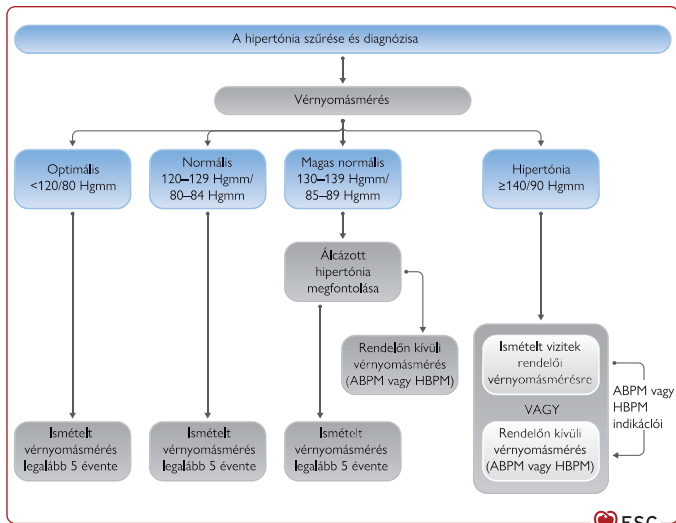 A hipertónia szűrése és diagnózisa
Vérnyomásmérés
Optimális
<120/80 Hgmm
Normális
120–129 Hgmm/
80–84 Hgmm
Magas normális
130–139 Hgmm/
85–89 Hgmm
Hipertónia
≥140/90 Hgmm
Álcázott
hipertónia
megfontolása
Rendelőn kívüli
vérnyomásmérés
(ABPM vagy HBPM)
Ismételt vizitek
rendelői
vérnyomásmérésre
VAGY
Rendelőn kívüli
vérnyomásmérés
(ABPM vagy HBPM)
ABPM vagy
HBPM
indikációi
Ismételt
vérnyomásmérés
legalább 5 évente
Ismételt
vérnyomásmérés
legalább 5 évente
Ismételt
vérnyomásmérés
legalább 5 évente
ESC